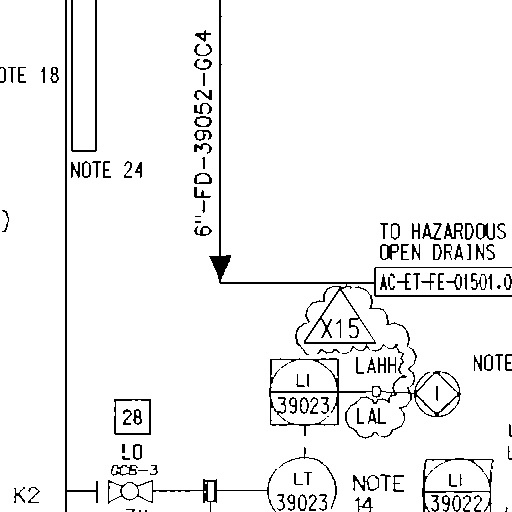 OTE 18
NOTE 24
6"-FD-39052-GC4
)
TO HAZARDOUS
OPEN DRAINS
AC-ET-FE-01501.0
X15
LAHH
LI
39023
LAL
I
NOTE
28
LO
GCB-3
K2
LT
39023
NOTE
14
LI
39022